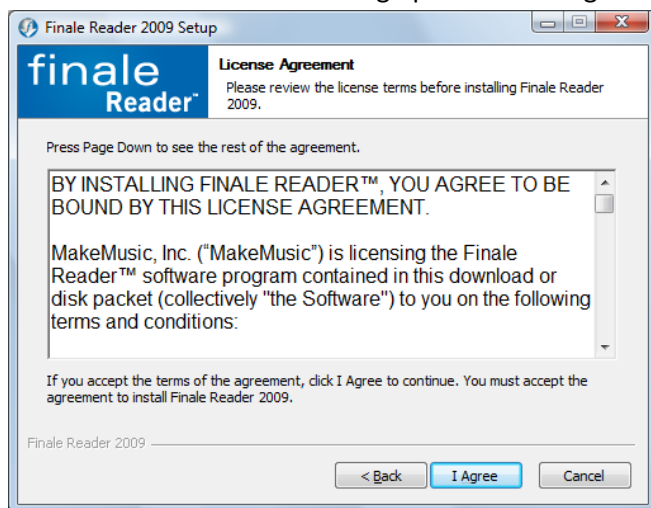 Finale Reader 2009 Setup
finale
Reader™
License Agreement
Please review the license terms before installing Finale Reader
2009.
Press Page Down to see the rest of the agreement.
BY INSTALLING FINALE READER™, YOU AGREE TO BE
BOUND BY THIS LICENSE AGREEMENT.
MakeMusic, Inc. (“MakeMusic”) is licensing the Finale
Reader™ software program contained in this download or
disk packet (collectively "the Software") to you on the following
terms and conditions:
If you accept the terms of the agreement, click I Agree to continue. You must accept the
agreement to install Finale Reader 2009.
Finale Reader 2009
< Back I Agree Cancel